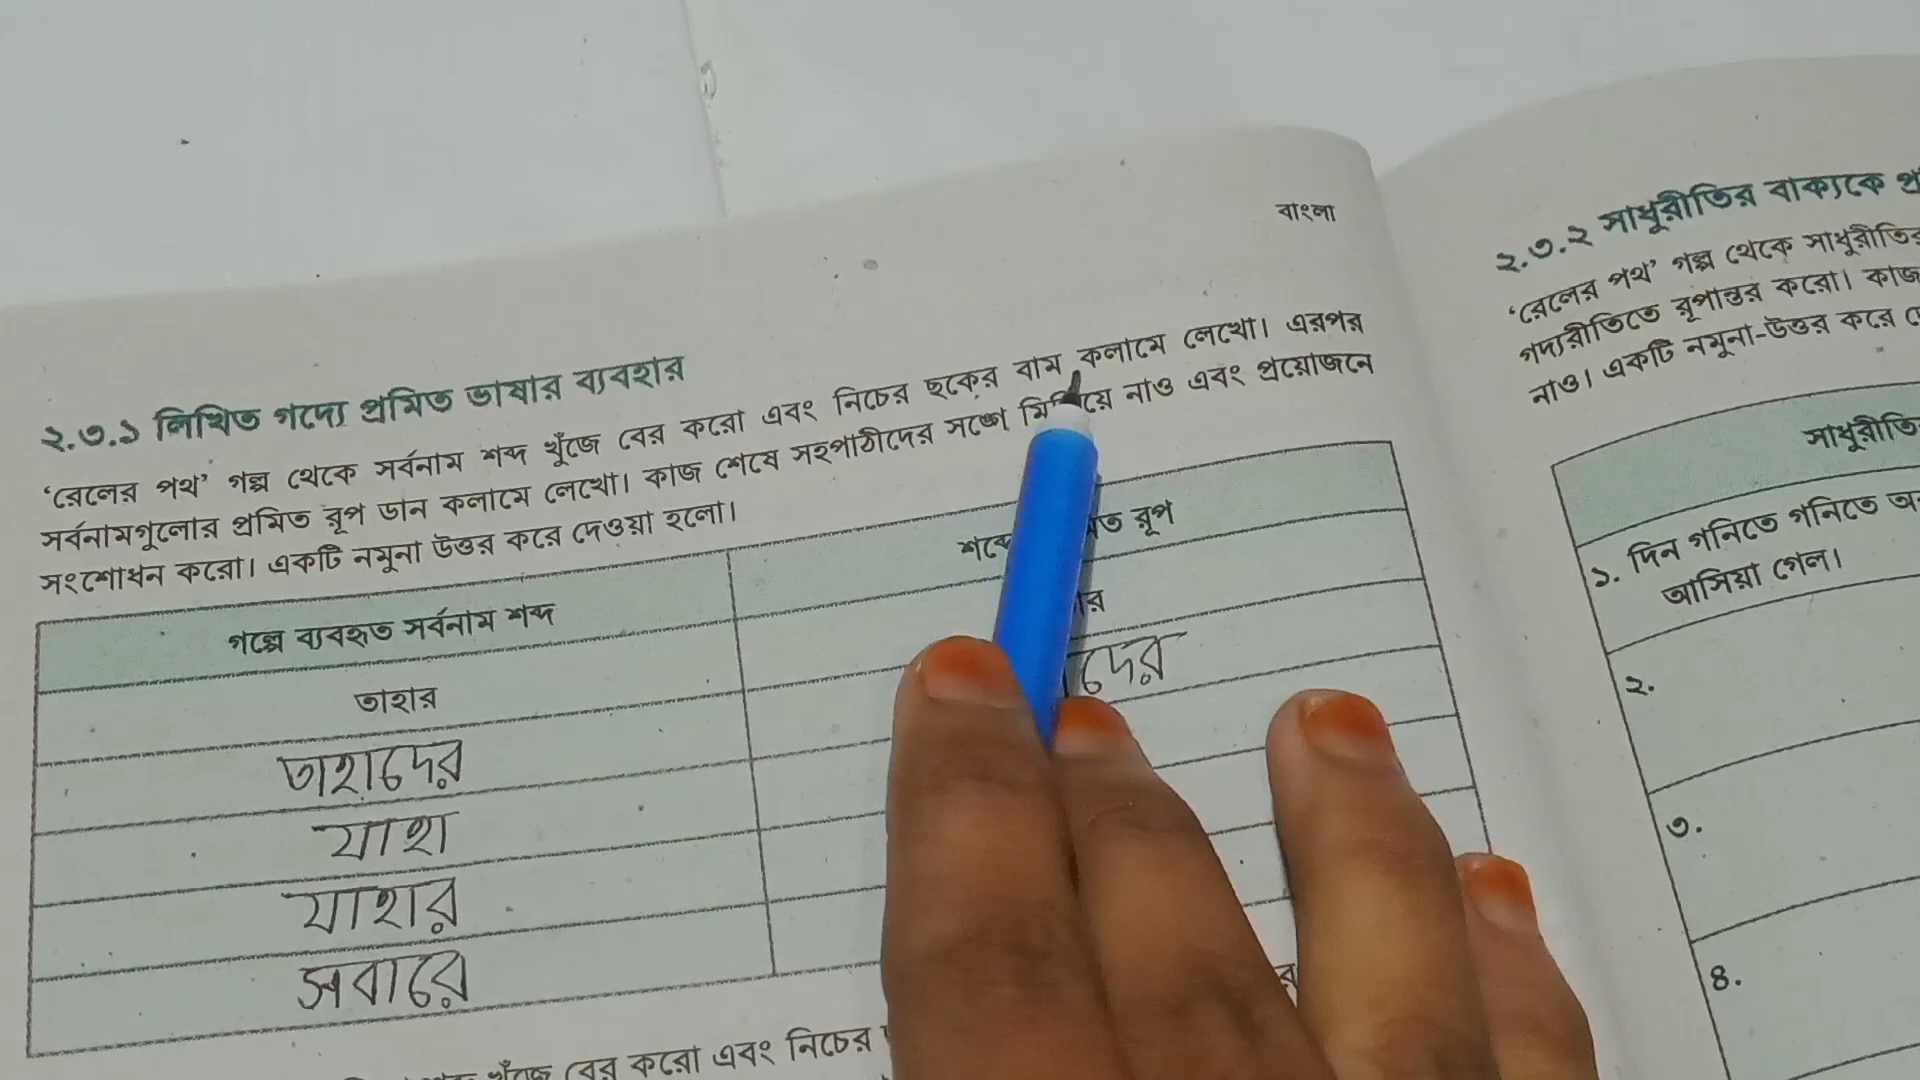 বাংলা
২.৩.১ লিখিত গদ্যে প্রমিত ভাষার ব্যবহার
‘রেলের পথ’ গল্প থেকে সর্বনাম শব্দ খুঁজে বের করো এবং নিচের ছকের বাম কলামে লেখো। এরপর
সর্বনামগুলোর প্রমিত রূপ ডান কলামে লেখো। কাজ শেষে সহপাঠীদের সঙ্গে মিলিয়ে নাও এবং প্রয়োজনে
সংশোধন করো। একটি নমুনা উত্তর করে দেওয়া হলো।
গল্পে ব্যবহৃত সর্বনাম শব্দ
রূপ
তাহার
তাহাদের
দের
যাহা
যাহার
সবারে
খুঁজে বের করো এবং নিচের
২.৩.২ সাধুরীতির বাক্যকে
‘রেলের পথ’ গল্প থেকে সাধুরীতির
গদ্যরীতিতে রূপান্তর করো। কাজ
নাও। একটি নমুনা-উত্তর করে
সাধুরীতি
১. দিন গনিতে গনিতে
আসিয়া গেল।
২.
৩.
৪.